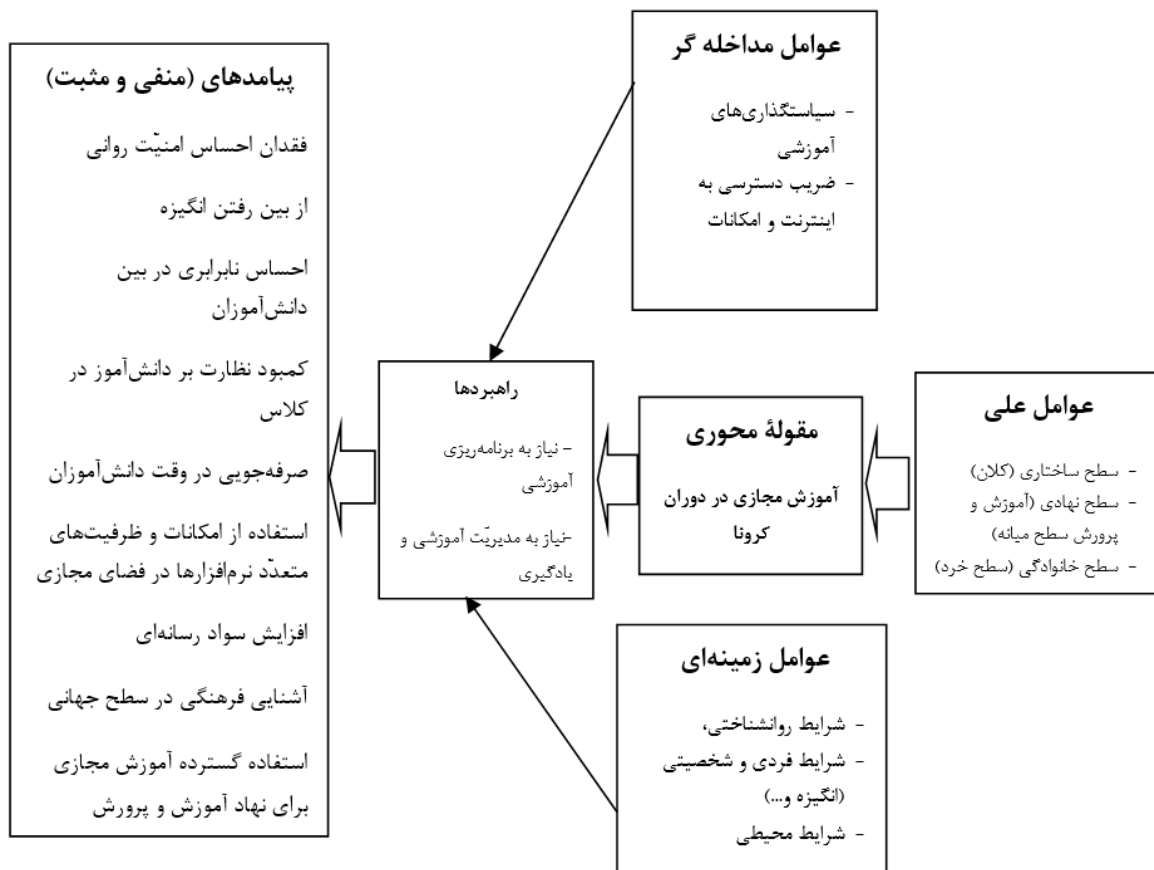 عوامل علی
- سطح ساختاری (کلان)
- سطح نهادی (آموزش و
پرورش سطح میانه)
- سطح خانوادگی (سطح خرد)
مقولهٔ محوری
آموزش مجازی در دوران
کرونا
عوامل مداخله گر
- سیاستگذاری‌های
آموزشی
- ضریب دسترسی به
اینترنت و امکانات
عوامل زمینه‌ای
- شرایط روانشناختی،
- شرایط فردی و شخصیتی
(انگیزه و...)
- شرایط محیطی
راهبردها
- نیاز به برنامه‌ریزی
آموزشی
-نیاز به مدیریّت آموزشی و
یادگیری
پیامدهای (منفی و مثبت)
فقدان احساس امنیّت روانی
از بین رفتن انگیزه
احساس نابرابری در بین
دانش‌آموزان
کمبود نظارت بر دانش‌آموز در
کلاس
صرفه‌جویی در وقت دانش‌آموزان
استفاده از امکانات و ظرفیت‌های
متعدّد نرم‌افزارها در فضای مجازی
افزایش سواد رسانه‌ای
آشنایی فرهنگی در سطح جهانی
استفاده گسترده آموزش مجازی
برای نهاد آموزش و پرورش